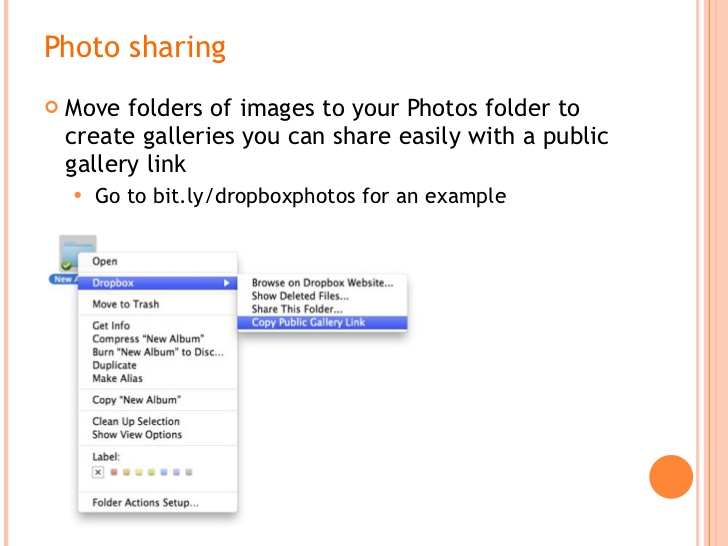 Photo sharing
Move folders of images to your Photos folder to
create galleries you can share easily with a public
gallery link
Go to bit.ly/dropboxphotos for an example
Open
Dropbox
Move to Trash
Get Info
Compress “New Album”
Burn “New Album” to Disc...
Duplicate
Make Alias
Copy “New Album”
Clean Up Selection
Show View Options
Label:
Folder Actions Setup...
Browse on Dropbox Website...
Show Deleted Files...
Share This Folder...
Copy Public Gallery Link
New